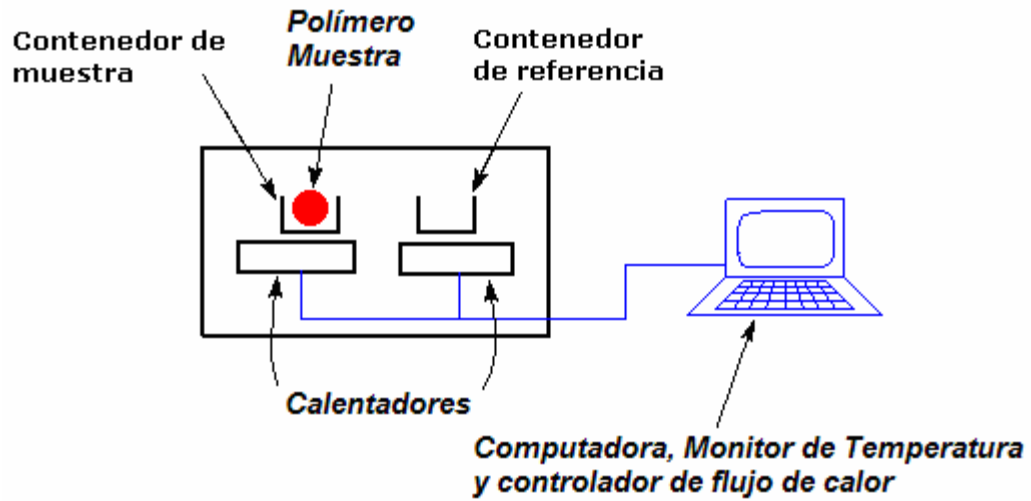 Contenedor de
muestra
Polímero
Muestra
Contenedor
de referencia
Calentadores
Computadora, Monitor de Temperatura
y controlador de flujo de calor